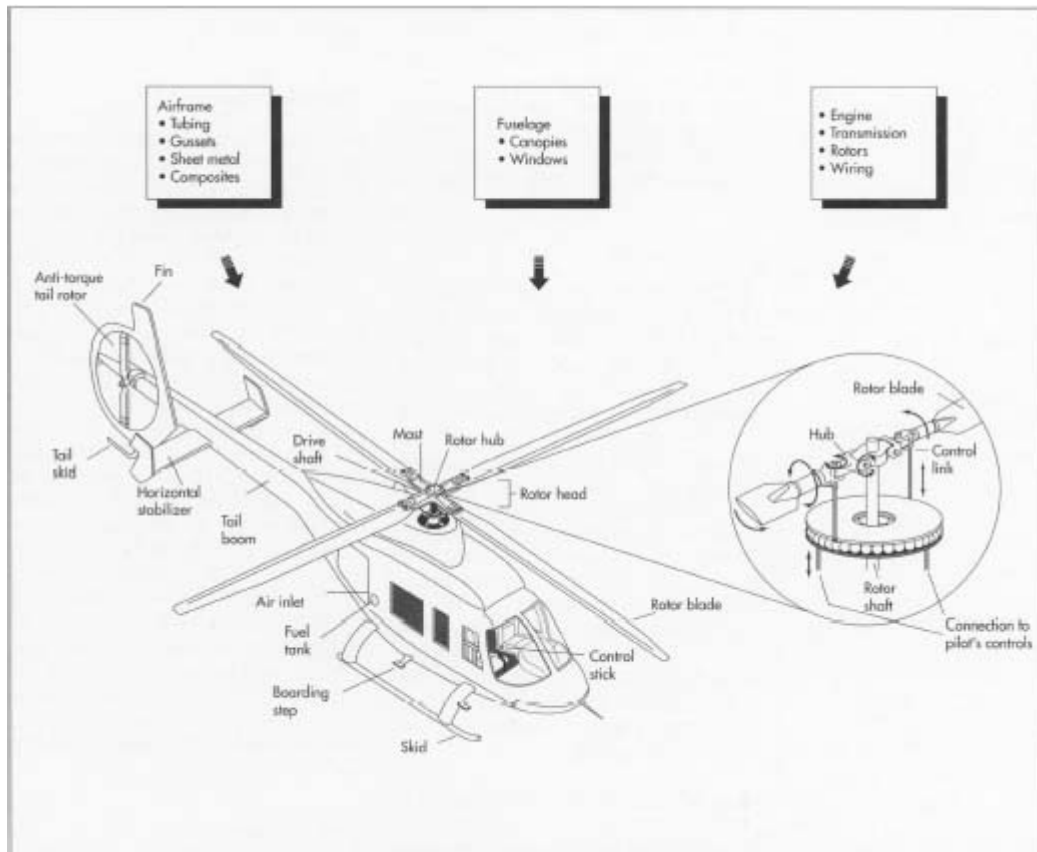 Airframe
• Tubing
• Gussets
• Sheet metal
• Composites
Fuselage
• Canopies
• Windows
• Engine
• Transmission
• Rotors
• Wiring
Fin
Anti-torque
tail rotor
Tail
skid
Horizontal
stabilizer
Tail
boom
Drive
shaft
Mast
Rotor hub
Rotor head
Air inlet
Fuel
tank
Boarding
step
Skid
Control
stick
Rotor blade
Rotor blade
Hub
Control
link
Rotor
shaft
Connection to
pilot's controls